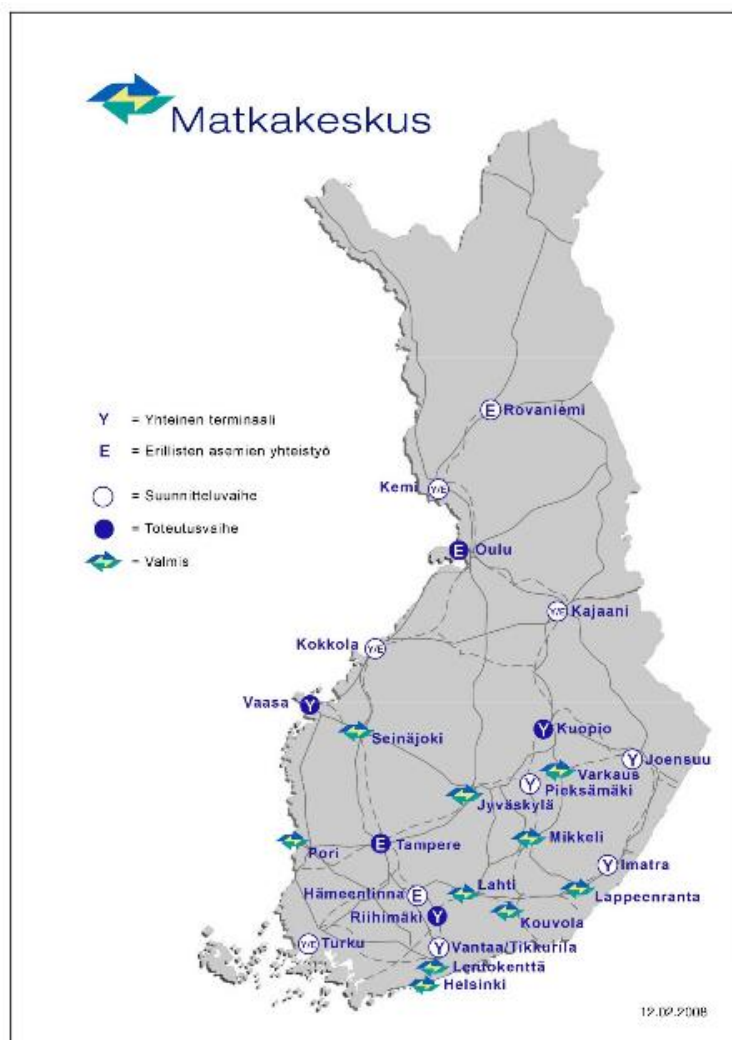 Matkakeskus
Y = Yhteinen terminaali
E = Erillisten asemien yhteistyö
= Suunnitteluvaihe
= Toteutusvaihe
= Valmis
E Rovaniemi
Kemi Y/E
E Oulu
Y/E Kajaani
Kokkola Y/E
Vaasa Y
Seinäjoki
Y Kuopio
Y Joensuu
Varkaus
Y Pieksämäki
Jyväskylä
Mikkeli
Pori
E Tampere
Y Imatra
Hämeenlinna E
Lahti
Lappeenranta
Riihimäki Y
Kouvola
Y/E Turku
Y Vantaa/Tikkurila
Lentokenttä
Helsinki
12.02.2008